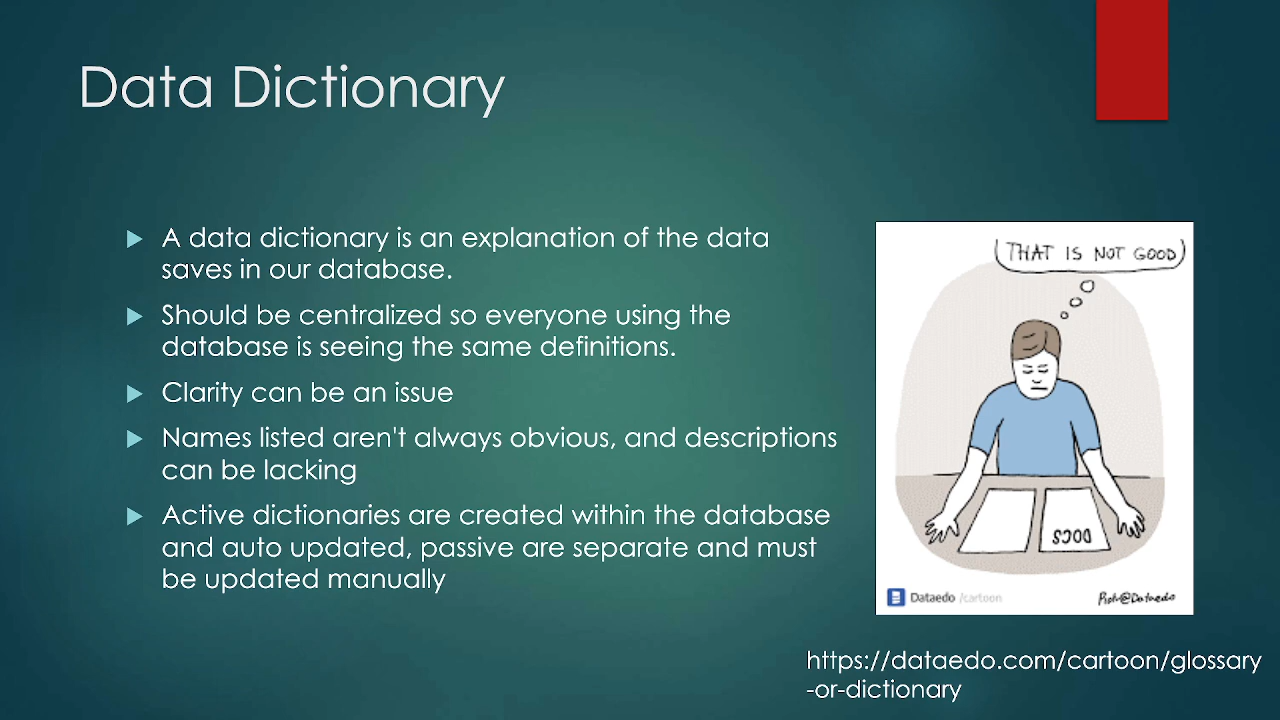 Data Dictionary
A data dictionary is an explanation of the data
saves in our database.
Should be centralized so everyone using the
database is seeing the same definitions.
Clarity can be an issue
Names listed aren't always obvious, and descriptions
can be lacking
Active dictionaries are created within the database
and auto updated, passive are separate and must
be updated manually
THAT IS NOT GOOD
DOCS
Dataedo /cartoon
Piotr@Dataedo
https://dataedo.com/cartoon/glossary
-or-dictionary